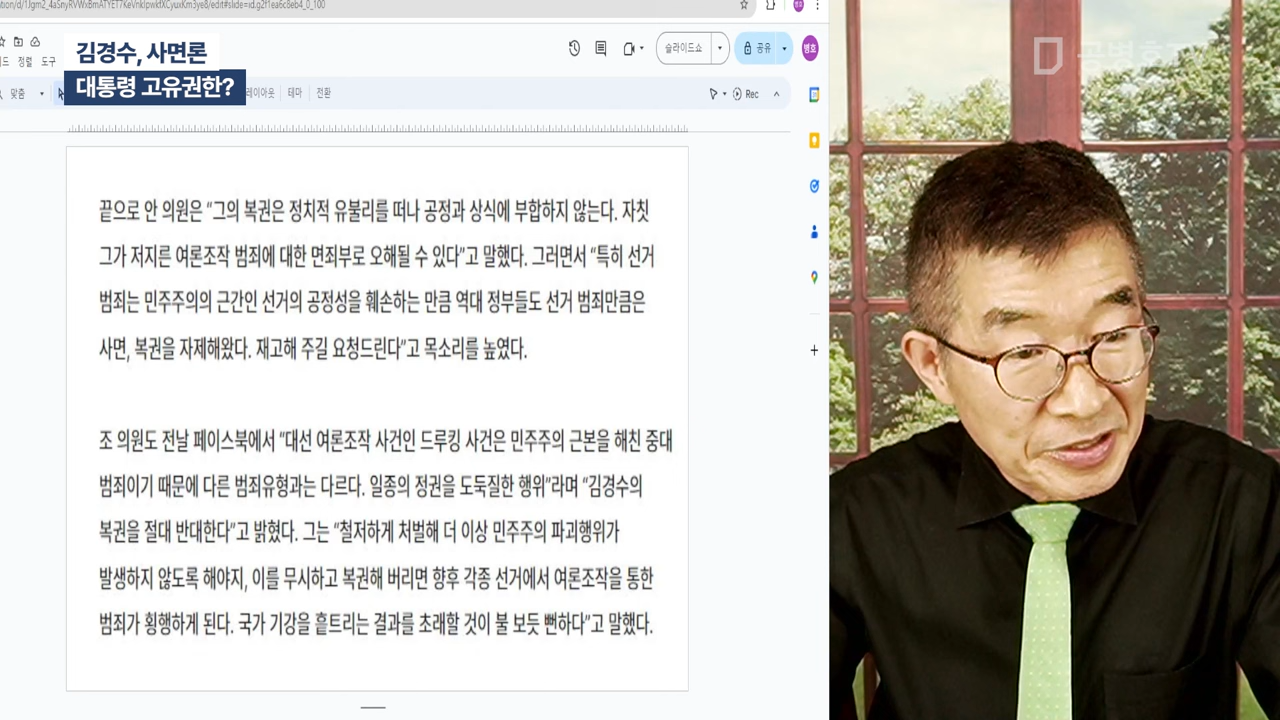 ation/d/1Jgm2_4aSnyRVWxBmATYET7KeVnklpwkfXCyuxKm3ye8/edit#slide=id.g2f1ea6c8eb4_0_100
김경수, 사면론
대통령 고유권한?
정렬 도구
슬라이드쇼
공유
병호
맞춤
레이아웃 테마 전환
Rec
공병호
끝으로 안 의원은 “그의 복권은 정치적 유불리를 떠나 공정과 상식에 부합하지 않는다. 자칫
그가 저지른 여론조작 범죄에 대한 면죄부로 오해될 수 있다”고 말했다. 그러면서 “특히 선거
범죄는 민주주의의 근간인 선거의 공정성을 훼손하는 만큼 역대 정부들도 선거 범죄만큼은
사면, 복권을 자제해왔다. 재고해 주길 요청드린다”고 목소리를 높였다.
조 의원도 전날 페이스북에서 “대선 여론조작 사건인 드루킹 사건은 민주주의 근본을 해친 중대
범죄이기 때문에 다른 범죄유형과는 다르다. 일종의 정권을 도둑질한 행위”라며 “김경수의
복권을 절대 반대한다”고 밝혔다. 그는 “철저하게 처벌해 더 이상 민주주의 파괴행위가
발생하지 않도록 해야지, 이를 무시하고 복권해 버리면 향후 각종 선거에서 여론조작을 통한
범죄가 횡행하게 된다. 국가 기강을 흩트리는 결과를 초래할 것이 불 보듯 뻔하다”고 말했다.